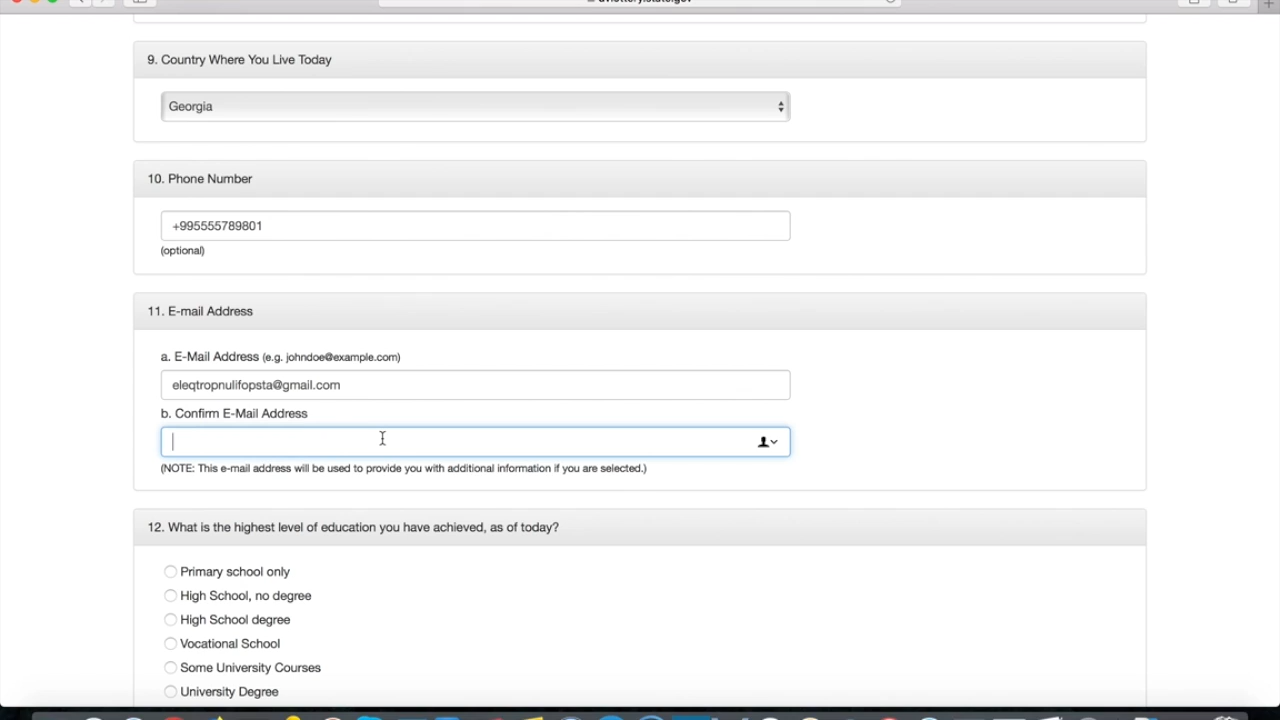 9. Country Where You Live Today
Georgia
10. Phone Number
+995555789801
(optional)
11. E-mail Address
a. E-Mail Address (e.g. johndoe@example.com)
eleqtropnulifopsta@gmail.com
b. Confirm E-Mail Address
(NOTE: This e-mail address will be used to provide you with additional information if you are selected.)
12. What is the highest level of education you have achieved, as of today?
Primary school only
High School, no degree
High School degree
Vocational School
Some University Courses
University Degree